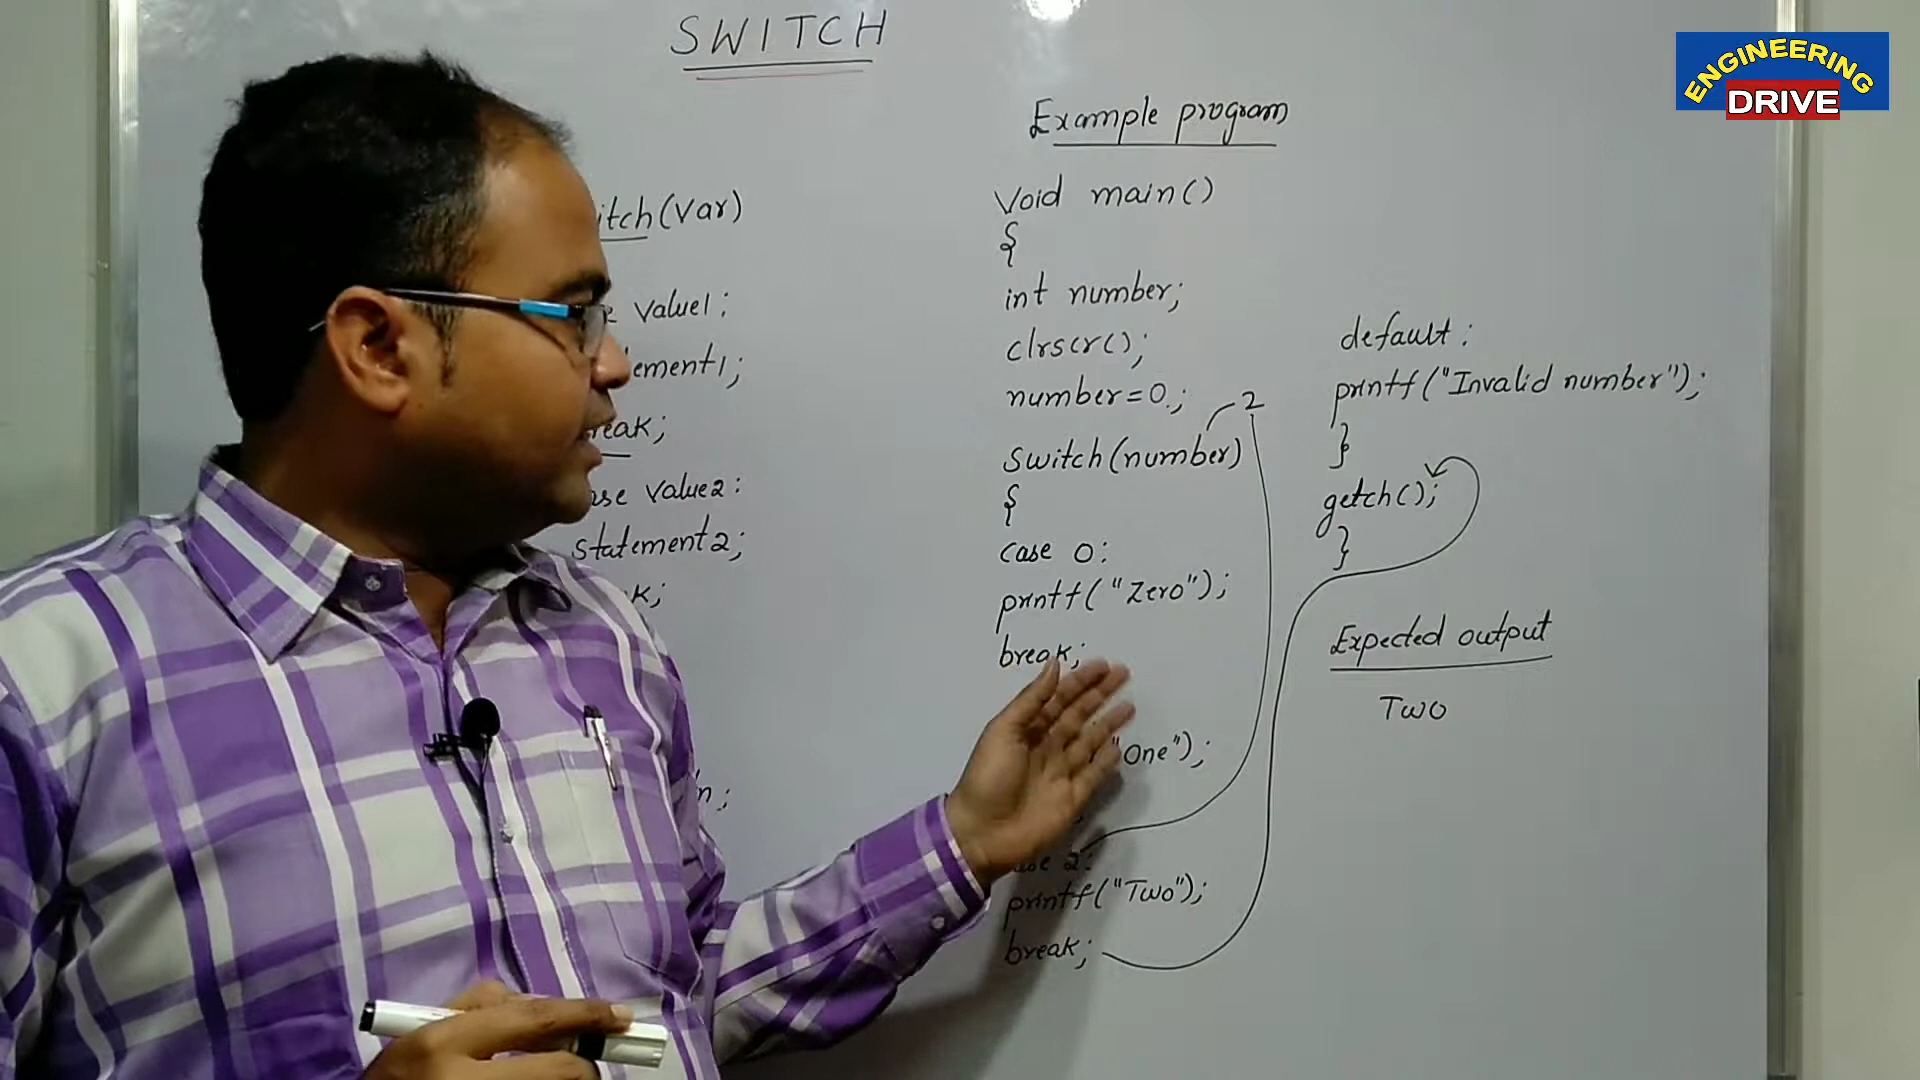 SWITCH
ENGINEERING
DRIVE
itch(var)
value1:
ement1;
reak;
value2:
statement2;
k;
n;
Example program
Void main()
{
int number;
clrscr();
number=0;
2
switch(number)
{
case 0:
printf("Zero");
break;
"One");
case 2:
printf("Two");
break;
default:
printf("Invalid number");
}
getch();
}
Expected output
Two